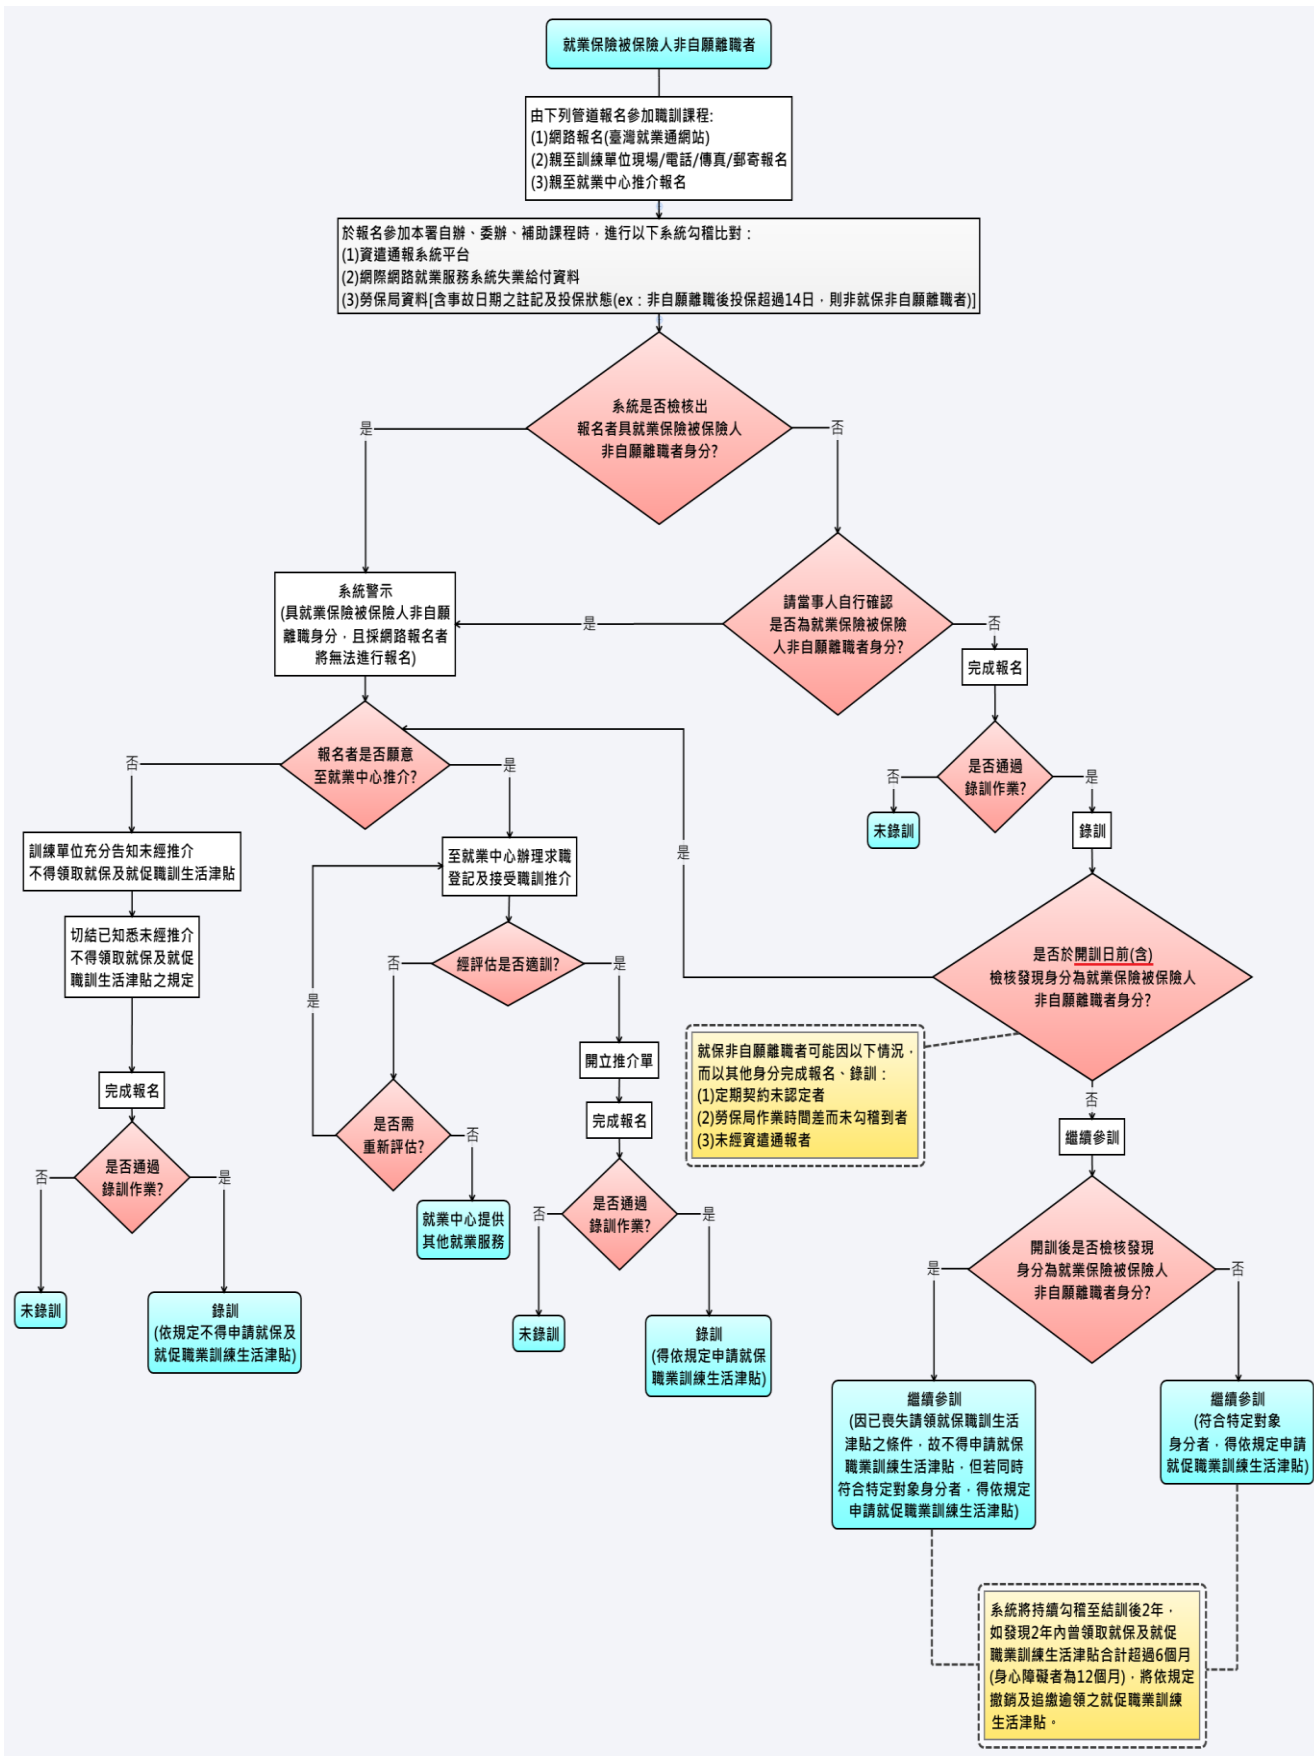 就業保險被保險人非自願離職者
由下列管道報名參加職訓課程:
(1)網路報名(臺灣就業通網站)
(2)親至訓練單位現場/電話/傳真/郵寄報名
(3)親至就業中心推介報名
於報名參加本署自辦、委辦、補助課程時，進行以下系統勾稽比對：
(1)資遣通報系統平台
(2)網際網路就業服務系統失業給付資料
(3)勞保局資料[含事故日期之註記及投保狀態(ex：非自願離職後投保超過14日，則非就保非自願離職者)]
系統是否檢核出
報名者具就業保險被保險人
非自願離職者身分?
是
否
系統警示
(具就業保險被保險人非自願
離職身分，且採網路報名者
將無法進行報名)
請當事人自行確認
是否為就業保險被保險
人非自願離職者身分?
是
否
完成報名
報名者是否願意
至就業中心推介?
否
是
是否通過
錄訓作業?
否
是
未錄訓
錄訓
訓練單位充分告知未經推介
不得領取就保及就促職訓生活津貼
至就業中心辦理求職
登記及接受職訓推介
是
切結已知悉未經推介
不得領取就保及就促
職訓生活津貼之規定
經評估是否適訓?
否
是
是
是否於開訓日前(含)
檢核發現身分為就業保險被保險人
非自願離職者身分?
否
開立推介單
就保非自願離職者可能因以下情況，
而以其他身分完成報名、錄訓：
(1)定期契約未認定者
(2)勞保局作業時間差而未勾稽到者
(3)未經資遣通報者
完成報名
完成報名
是否需
重新評估?
否
繼續參訓
是否通過
錄訓作業?
否
是
就業中心提供
其他就業服務
是否通過
錄訓作業?
否
是
開訓後是否檢核發現
身分為就業保險被保險人
非自願離職者身分?
是
否
未錄訓
錄訓
(依規定不得申請就保及
就促職業訓練生活津貼)
未錄訓
錄訓
(得依規定申請就保
職業訓練生活津貼)
繼續參訓
(因已喪失請領就保職訓生活
津貼之條件，故不得申請就保
職業訓練生活津貼，但若同時
符合特定對象身分者，得依規定
申請就促職業訓練生活津貼)
繼續參訓
(符合特定對象
身分者，得依規定申請
就促職業訓練生活津貼)
系統將持續勾稽至結訓後2年，
如發現2年內曾領取就保及就促
職業訓練生活津貼合計超過6個月
(身心障礙者為12個月)，將依規定
撤銷及追繳逾領之就促職業訓練
生活津貼。